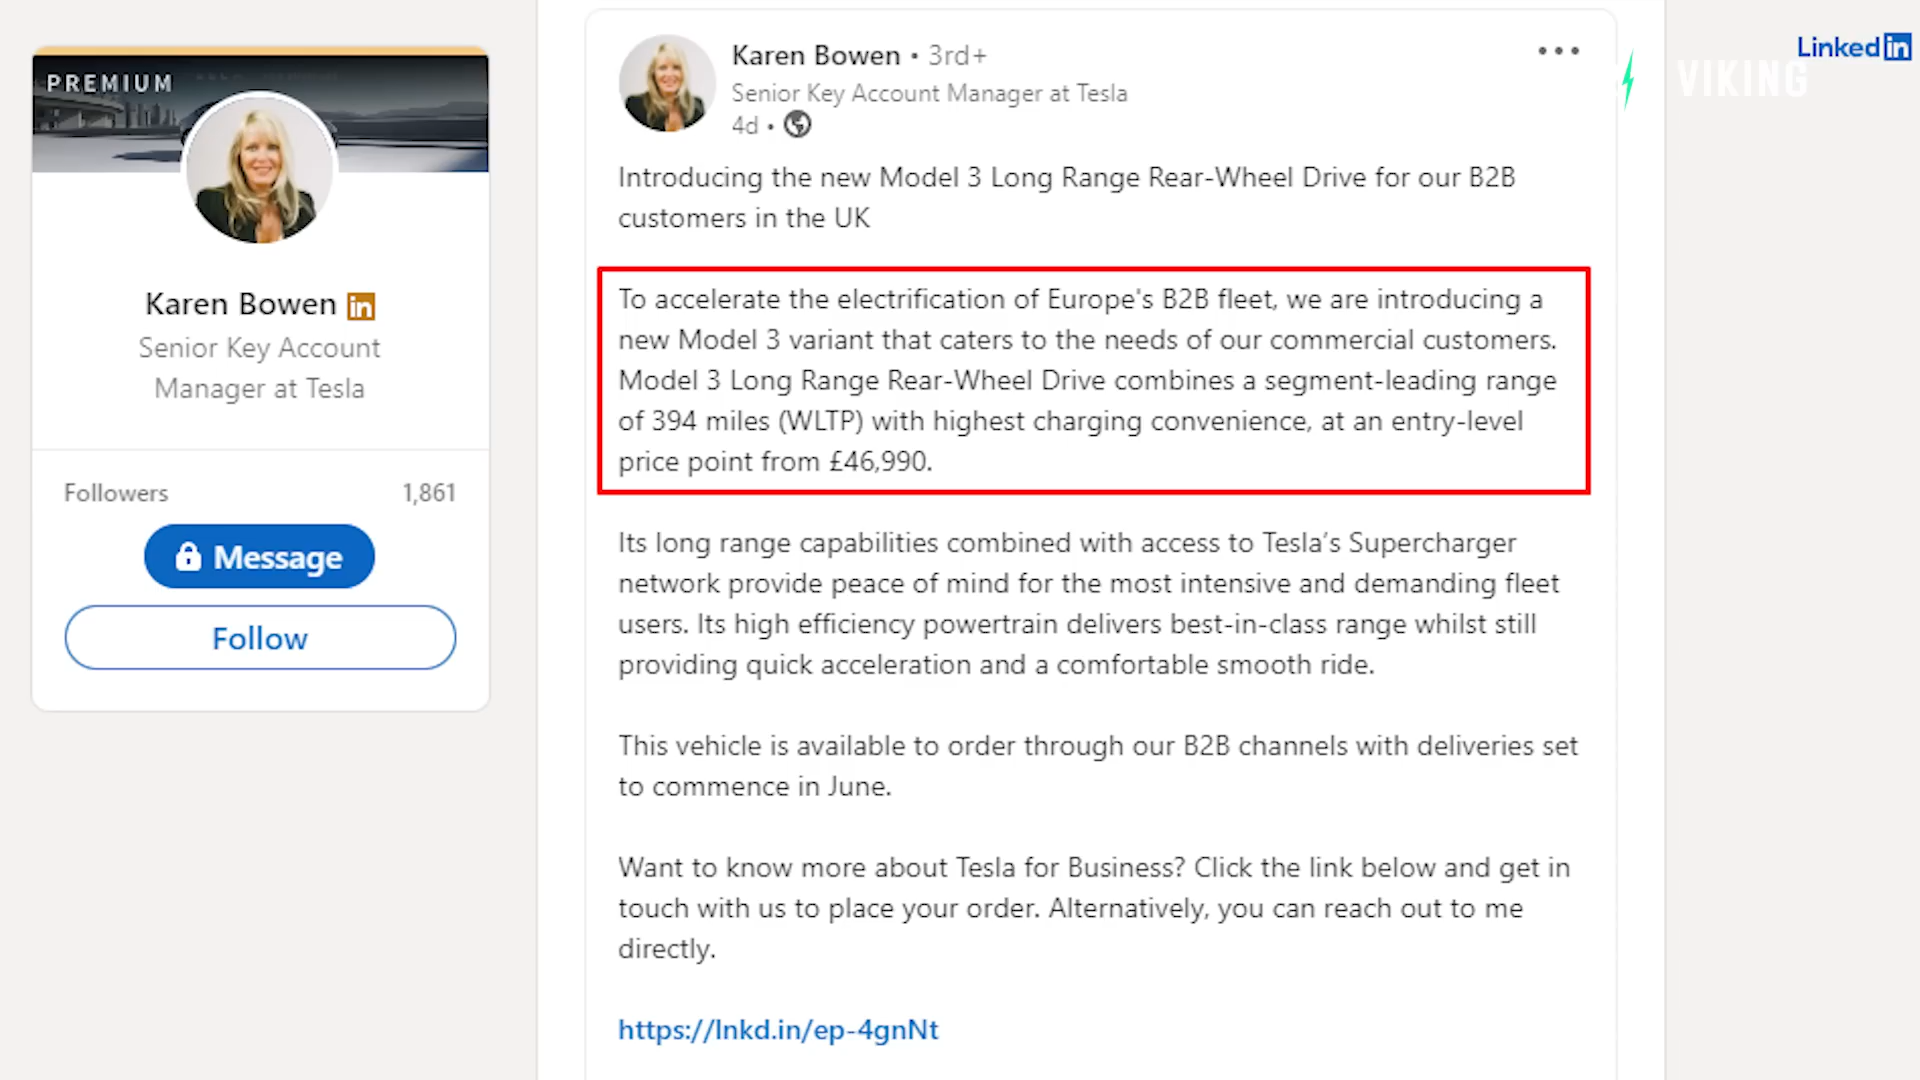 PREMIUM
Karen Bowen in
Senior Key Account
Manager at Tesla
Followers 1,861
Message
Follow
Karen Bowen • 3rd+
Senior Key Account Manager at Tesla
4d •
Introducing the new Model 3 Long Range Rear-Wheel Drive for our B2B
customers in the UK
To accelerate the electrification of Europe's B2B fleet, we are introducing a
new Model 3 variant that caters to the needs of our commercial customers.
Model 3 Long Range Rear-Wheel Drive combines a segment-leading range
of 394 miles (WLTP) with highest charging convenience, at an entry-level
price point from £46,990.
Its long range capabilities combined with access to Tesla’s Supercharger
network provide peace of mind for the most intensive and demanding fleet
users. Its high efficiency powertrain delivers best-in-class range whilst still
providing quick acceleration and a comfortable smooth ride.
This vehicle is available to order through our B2B channels with deliveries set
to commence in June.
Want to know more about Tesla for Business? Click the link below and get in
touch with us to place your order. Alternatively, you can reach out to me
directly.
https://lnkd.in/ep-4gnNt
LinkedIn
VIKING